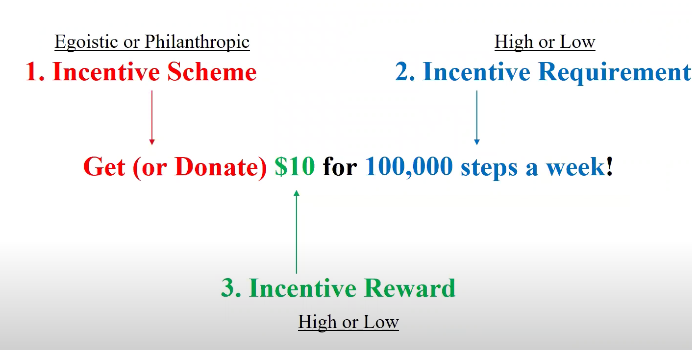 Egoistic or Philanthropic
High or Low
1. Incentive Scheme
2. Incentive Requirement
Get (or Donate) $10 for 100,000 steps a week!
3. Incentive Reward
High or Low